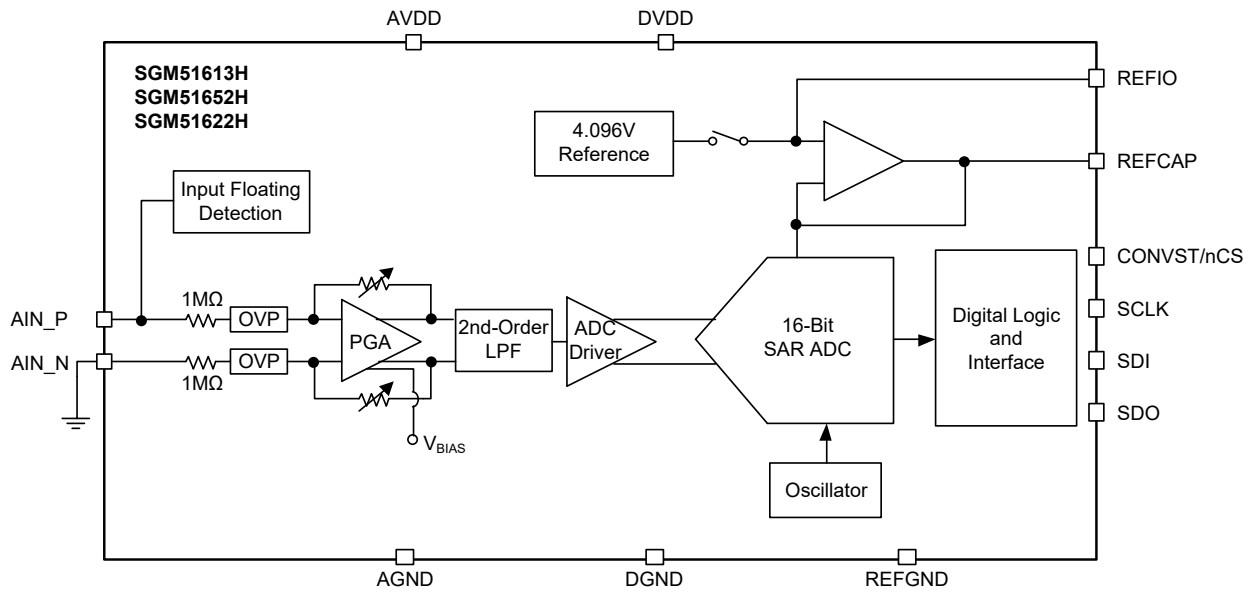 AVDD
DVDD
SGM51613H
SGM51652H
SGM51622H
REFIO
4.096V
Reference
REFCAP
Input Floating
Detection
CONVST/nCS
AIN_P
1MΩ
OVP
PGA
2nd-Order
LPF
ADC
Driver
16-Bit
SAR ADC
Digital Logic
and
Interface
SCLK
AIN_N
1MΩ
OVP
SDI
SDO
VBIAS
Oscillator
AGND
DGND
REFGND